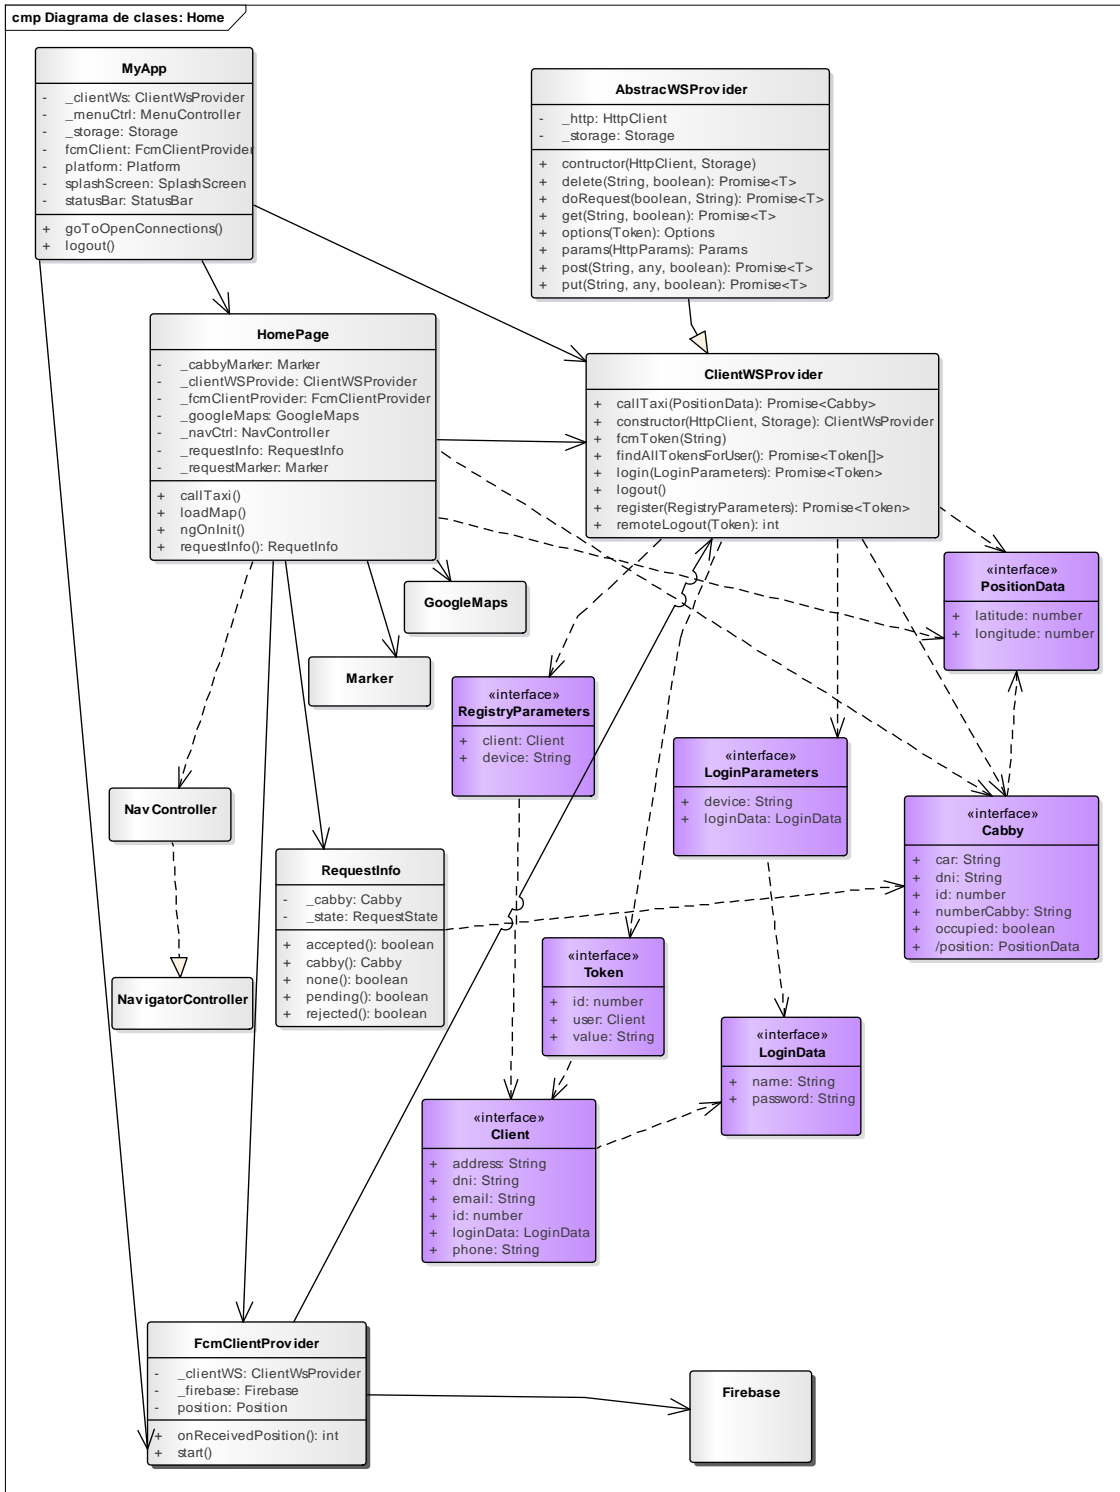 cmp Diagrama de clases: Home
MyApp
- _clientWs: ClientWsProvider
- _menuCtrl: MenuController
- _storage: Storage
- fcmClient: FcmClientProvider
- platform: Platform
- splashScreen: SplashScreen
- statusBar: StatusBar
+ goToOpenConnections()
+ logout()
AbstracWSProvider
- _http: HttpClient
- _storage: Storage
+ contructor(HttpClient, Storage)
+ delete(String, boolean): Promise<T>
+ doRequest(boolean, String): Promise<T>
+ get(String, boolean): Promise<T>
+ options(Token): Options
+ params(HttpParams): Params
+ post(String, any, boolean): Promise<T>
+ put(String, any, boolean): Promise<T>
HomePage
- _cabbyMarker: Marker
- _clientWSProvide: ClientWSProvider
- _fcmClientProvider: FcmClientProvider
- _googleMaps: GoogleMaps
- _navCtrl: NavController
- _requestInfo: RequestInfo
- _requestMarker: Marker
+ callTaxi()
+ loadMap()
+ ngOnInit()
+ requestInfo(): RequetInfo
ClientWSProvider
+ callTaxi(PositionData): Promise<Cabby>
+ constructor(HttpClient, Storage): ClientWsProvider
+ fcmToken(String)
+ findAllTokensForUser(): Promise<Token[]>
+ login(LoginParameters): Promise<Token>
+ logout()
+ register(RegistryParameters): Promise<Token>
+ remoteLogout(Token): int
«interface»
PositionData
+ latitude: number
+ longitude: number
GoogleMaps
Marker
«interface»
RegistryParameters
+ client: Client
+ device: String
«interface»
LoginParameters
+ device: String
+ loginData: LoginData
NavController
«interface»
Cabby
+ car: String
+ dni: String
+ id: number
+ numberCabby: String
+ occupied: boolean
+ /position: PositionData
RequestInfo
- _cabby: Cabby
- _state: RequestState
+ accepted(): boolean
+ cabby(): Cabby
+ none(): boolean
+ pending(): boolean
+ rejected(): boolean
NavigatorController
«interface»
Token
+ id: number
+ user: Client
+ value: String
«interface»
LoginData
+ name: String
+ password: String
«interface»
Client
+ address: String
+ dni: String
+ email: String
+ id: number
+ loginData: LoginData
+ phone: String
FcmClientProvider
- _clientWS: ClientWsProvider
- _firebase: Firebase
- position: Position
+ onReceivedPosition(): int
+ start()
Firebase